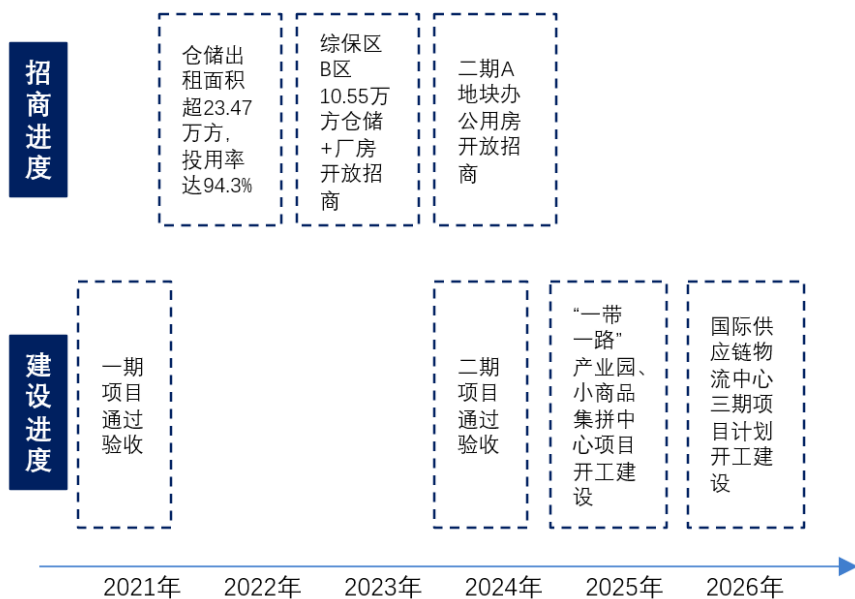 招商进度
仓储出
租面积
超23.47
万方，
投用率
达94.3%
综保区
B区
10.55万
方仓储
+厂房
开放招
商
二期A
地块办
公用房
开放招
商
建设进度
一期
项目
通过
验收
二期
项目
通过
验收
“一带
一路”
产业园、
小商品
集拼中
心项目
开工建
设
国际供
应链物
流中心
三期项
目计划
开工建
设
2021年 2022年 2023年 2024年 2025年 2026年